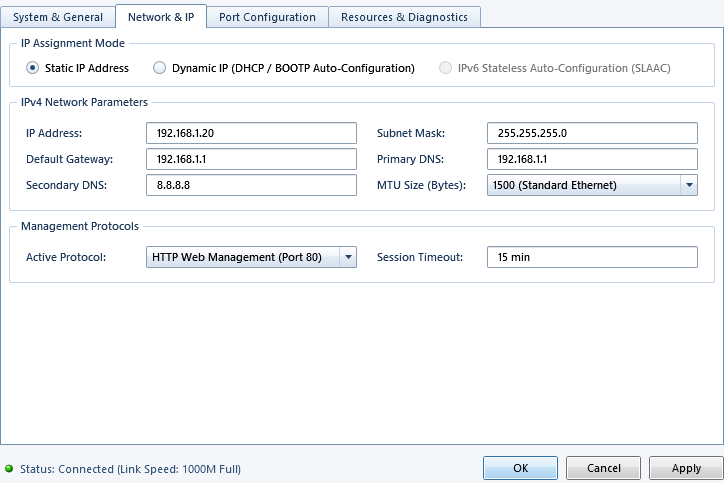 System & General Network & IP Port Configuration Resources & Diagnostics
IP Assignment Mode
Static IP Address Dynamic IP (DHCP / BOOTP Auto-Configuration) IPv6 Stateless Auto-Configuration (SLAAC)
IPv4 Network Parameters
IP Address: 192.168.1.20 Subnet Mask: 255.255.255.0
Default Gateway: 192.168.1.1 Primary DNS: 192.168.1.1
Secondary DNS: 8.8.8.8 MTU Size (Bytes): 1500 (Standard Ethernet)
Management Protocols
Active Protocol: HTTP Web Management (Port 80) Session Timeout: 15 min
Status: Connected (Link Speed: 1000M Full) OK Cancel Apply